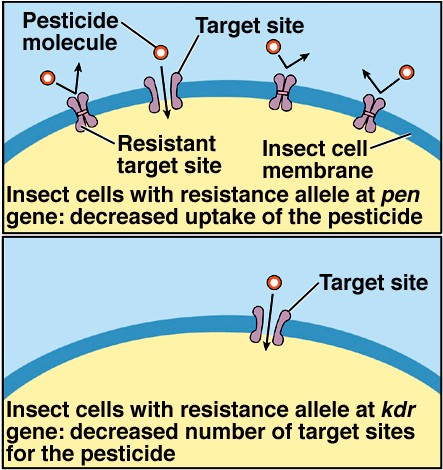 Pesticide
molecule
Target site
Resistant
target site
Insect cell
membrane
Insect cells with resistance allele at pen
gene: decreased uptake of the pesticide
Target site
Insect cells with resistance allele at kdr
gene: decreased number of target sites
for the pesticide